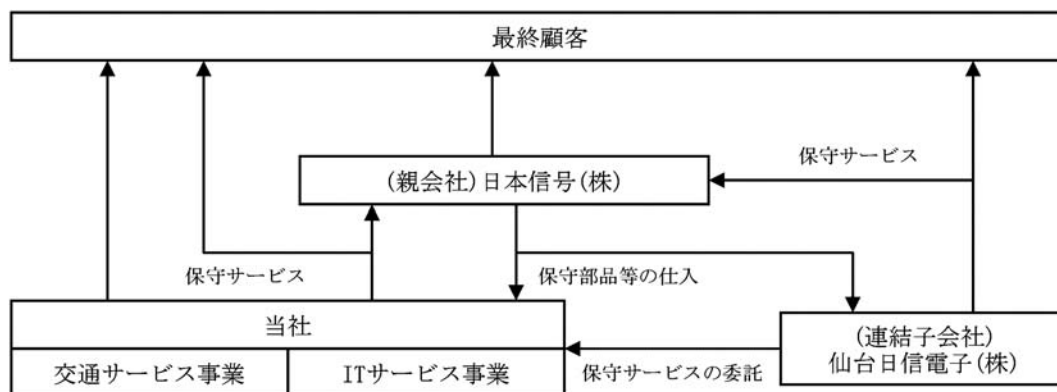 最終顧客
保守サービス
(親会社)日本信号(株)
保守サービス
保守部品等の仕入
当社
(連結子会社)
仙台日信電子(株)
交通サービス事業
ITサービス事業
保守サービスの委託